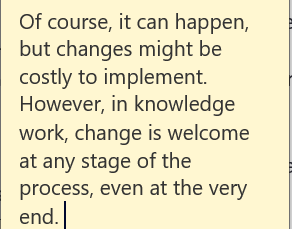 Of course, it can happen,
but changes might be
costly to implement.
However, in knowledge
work, change is welcome
at any stage of the
process, even at the very
end.